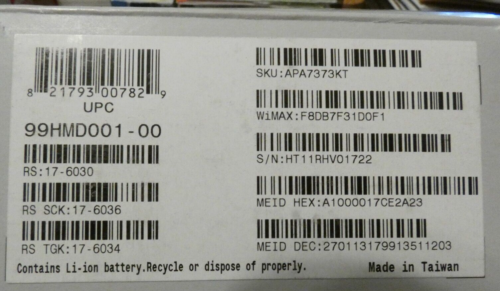 8 21793 00782 9
UPC
99HMD001-00
RS:17-6030
RS SCK:17-6036
RS TGK:17-6034
SKU:APA7373KT
WiMAX:F8DB7F31D0F1
S/N:HT11RHV01722
MEID HEX:A1000017CE2A23
MEID DEC:270113179913511203
Contains Li-ion battery.Recycle or dispose of properly.
Made in Taiwan